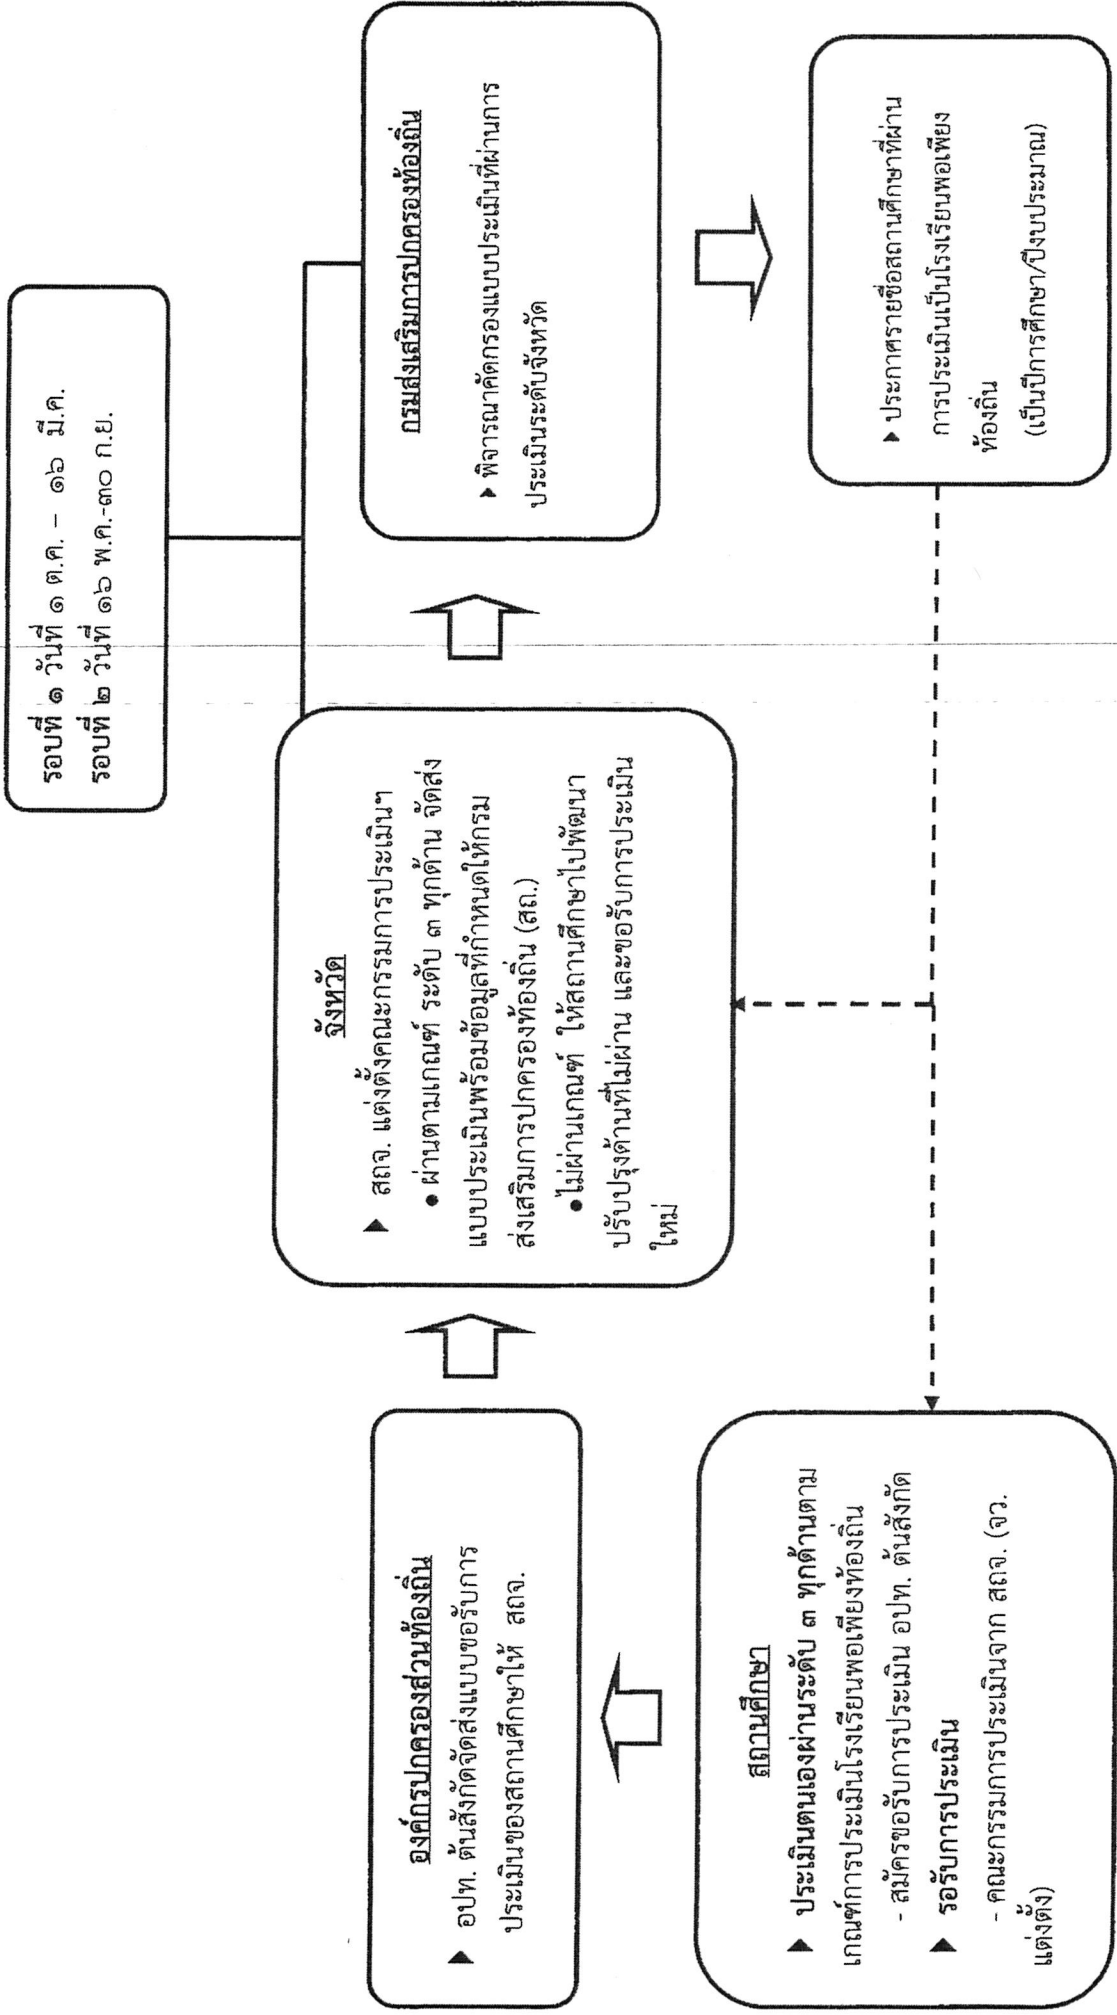 รอบที่ ๑ วันที่ ๑ ต.ค. – ๑๖ มี.ค.
รอบที่ ๒ วันที่ ๑๖ พ.ค.-๓๐ ก.ย.
องค์กรปกครองส่วนท้องถิ่น
▶ อปท. ต้นสังกัดจัดส่งแบบขอรับการ
ประเมินของสถานศึกษาให้ สถจ.
จังหวัด
▶ สถจ. แต่งตั้งคณะกรรมการประเมินฯ
• ผ่านตามเกณฑ์ ระดับ ๓ ทุกด้าน จัดส่ง
แบบประเมินพร้อมข้อมูลที่กำหนดให้กรม
ส่งเสริมการปกครองท้องถิ่น (สถ.)
• ไม่ผ่านเกณฑ์ ให้สถานศึกษาไปพัฒนา
ปรับปรุงด้านที่ไม่ผ่าน และขอรับการประเมิน
ใหม่
กรมส่งเสริมการปกครองท้องถิ่น
▶ พิจารณาคัดกรองแบบประเมินที่ผ่านการ
ประเมินระดับจังหวัด
สถานศึกษา
▶ ประเมินตนเองผ่านระดับ ๓ ทุกด้านตาม
เกณฑ์การประเมินโรงเรียนพอเพียงท้องถิ่น
- สมัครขอรับการประเมิน อปท. ต้นสังกัด
▶ รอรับการประเมิน
- คณะกรรมการประเมินจาก สถจ. (จว.
แต่งตั้ง)
▶ ประกาศรายชื่อสถานศึกษาที่ผ่าน
การประเมินเป็นโรงเรียนพอเพียง
ท้องถิ่น
(เป็นปีการศึกษา/ปีงบประมาณ)